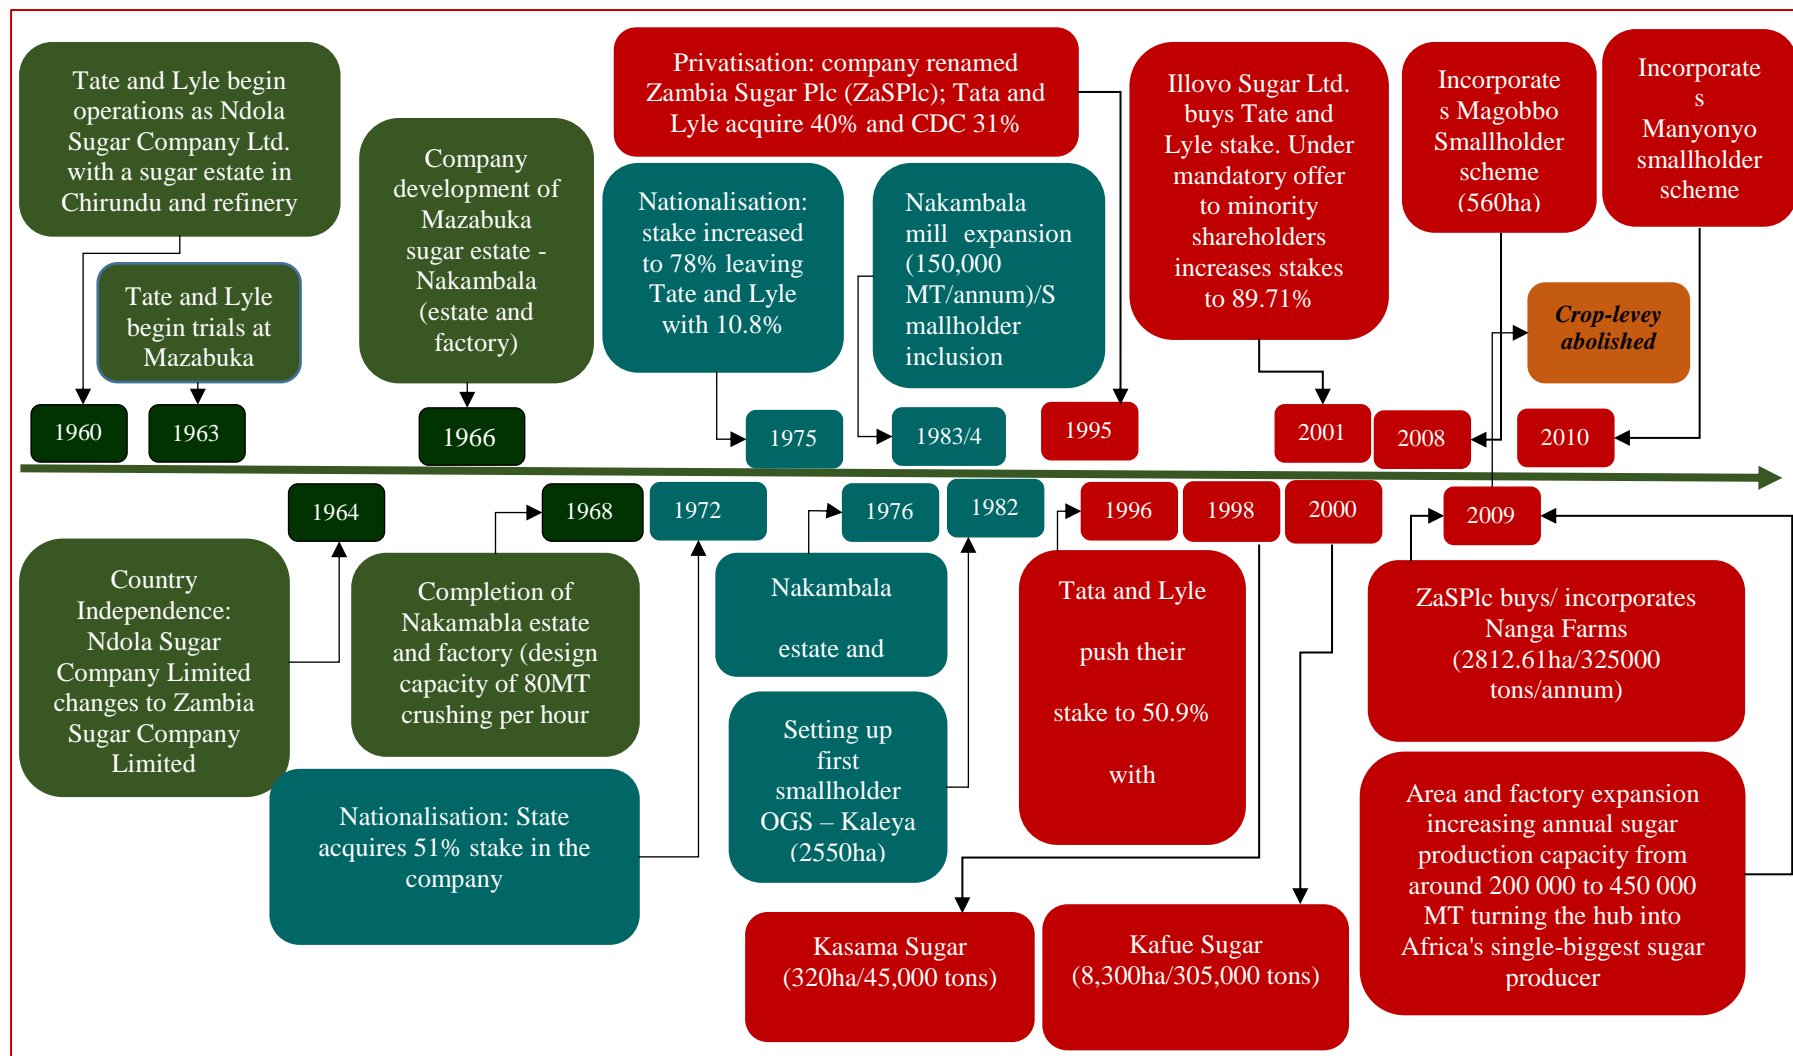 Tate and Lyle begin
operations as Ndola
Sugar Company Ltd.
with a sugar estate in
Chirundu and refinery
Tate and Lyle
begin trials at
Mazabuka
Company
development of
Mazabuka
sugar estate -
Nakambala
(estate and
factory)
Privatisation: company renamed
Zambia Sugar Plc (ZaSPlc); Tata and
Lyle acquire 40% and CDC 31%
Nationalisation:
stake increased
to 78% leaving
Tate and Lyle
with 10.8%
Nakambala
mill expansion
(150,000
MT/annum)/S
mallholder
inclusion
Illovo Sugar Ltd.
buys Tate and
Lyle stake. Under
mandatory offer
to minority
shareholders
increases stakes
to 89.71%
Incorporate
s Magobbo
Smallholder
scheme
(560ha)
Incorporate
s
Manyonyo
smallholder
scheme
Crop-levey
abolished
1960
1963
1966
1975
1983/4
1995
2001
2008
2010
1964
1968
1972
1976
1982
1996
1998
2000
2009
Country
Independence:
Ndola Sugar
Company Limited
changes to Zambia
Sugar Company
Limited
Completion of
Nakamabla estate
and factory (design
capacity of 80MT
crushing per hour
Nationalisation: State
acquires 51% stake in the
company
Nakambala
estate and
Setting up
first
smallholder
OGS – Kaleya
(2550ha)
Tata and Lyle
push their
stake to 50.9%
with
Kasama Sugar
(320ha/45,000 tons)
Kafue Sugar
(8,300ha/305,000 tons)
ZaSPlc buys/ incorporates
Nanga Farms
(2812.61ha/325000
tons/annum)
Area and factory expansion
increasing annual sugar
production capacity from
around 200 000 to 450 000
MT turning the hub into
Africa's single-biggest sugar
producer